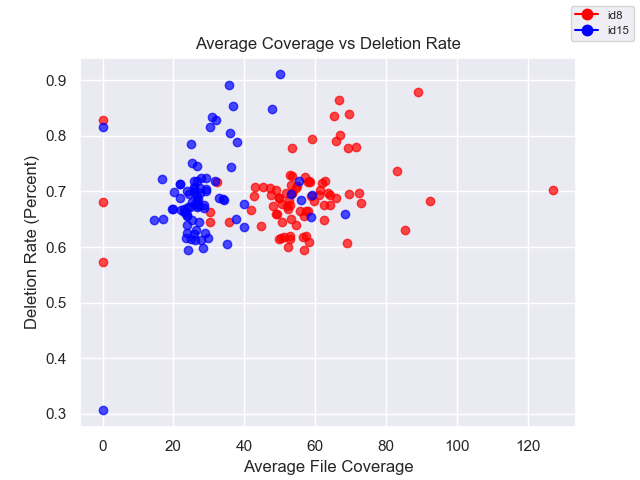 id8
id15
Average Coverage vs Deletion Rate
0.9
0.8
0.7
0.6
0.5
0.4
0.3
Deletion Rate (Percent)
0 20 40 60 80 100 120
Average File Coverage